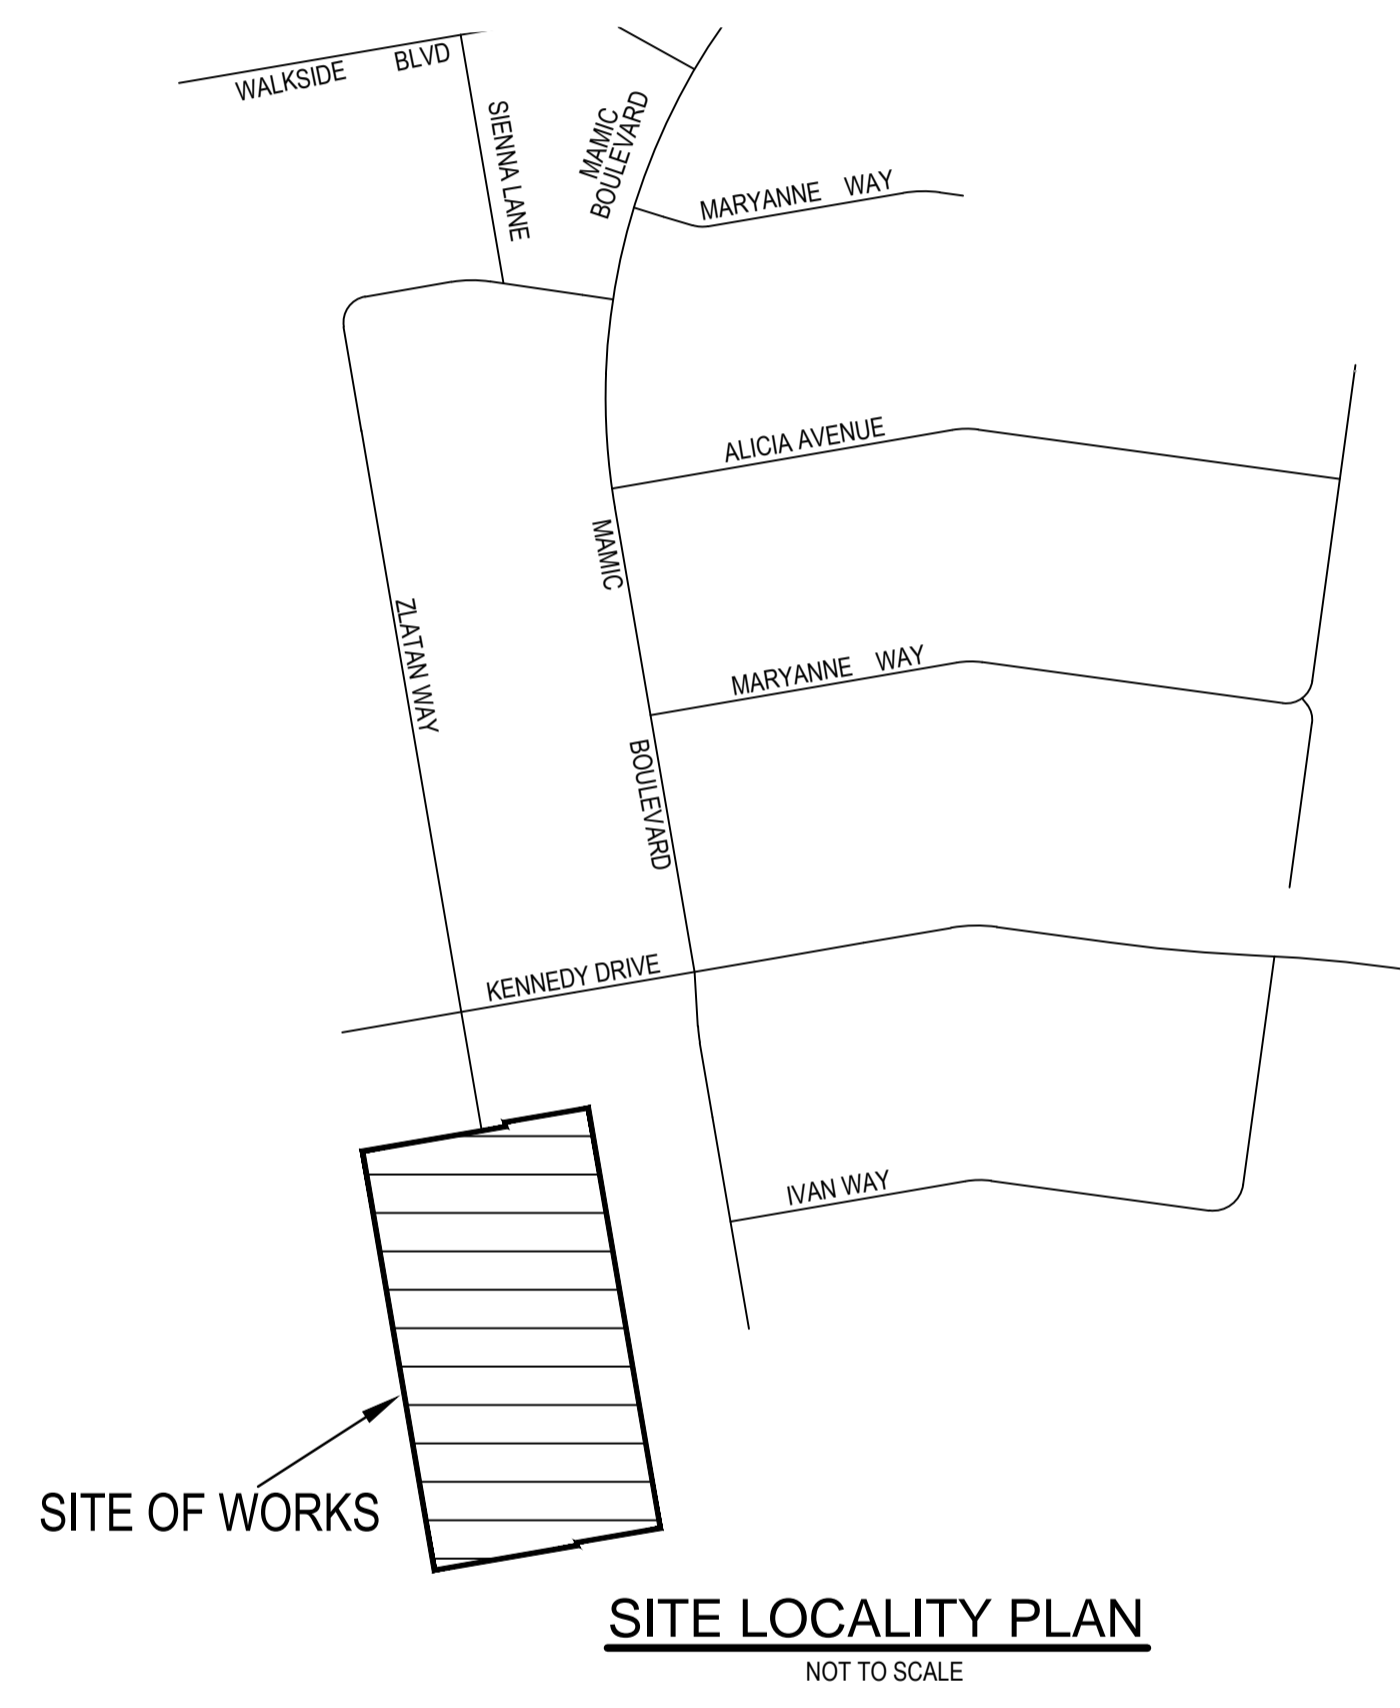 WALKSIDE BLVD
SIENNA LANE
MAMIC
BOULEVARD
MARYANNE WAY
ALICIA AVENUE
MAMIC
BOULEVARD
ZLATAN WAY
MARYANNE WAY
KENNEDY DRIVE
IVAN WAY
SITE OF WORKS
SITE LOCALITY PLAN
NOT TO SCALE